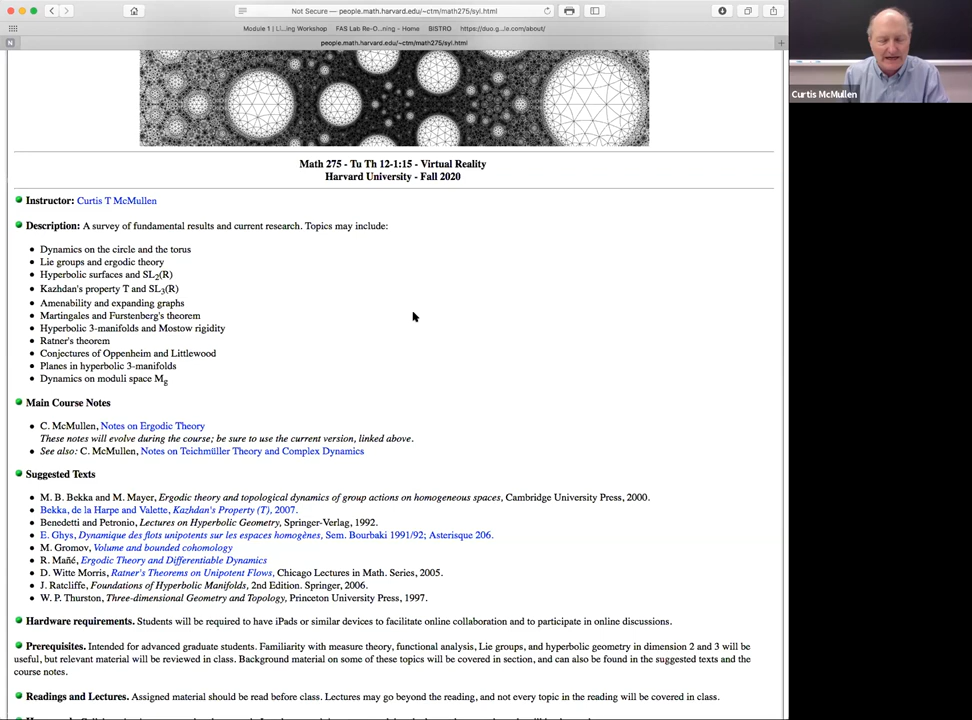 Not Secure — people.math.harvard.edu/~ctm/math275/syl.html
Module 1 | Li...ing Workshop FAS Lab Re-O...ning - Home BISTRO https://duo.g...le.com/about/
N people.math.harvard.edu/~ctm/math275/syl.html
Curtis McMullen
Math 275 - Tu Th 12-1:15 - Virtual Reality
Harvard University - Fall 2020
Instructor: Curtis T McMullen
Description: A survey of fundamental results and current research. Topics may include:
Dynamics on the circle and the torus
Lie groups and ergodic theory
Hyperbolic surfaces and SL2(R)
Kazhdan's property T and SL3(R)
Amenability and expanding graphs
Martingales and Furstenberg's theorem
Hyperbolic 3-manifolds and Mostow rigidity
Ratner's theorem
Conjectures of Oppenheim and Littlewood
Planes in hyperbolic 3-manifolds
Dynamics on moduli space Mg
Main Course Notes
C. McMullen, Notes on Ergodic Theory
These notes will evolve during the course; be sure to use the current version, linked above.
See also: C. McMullen, Notes on Teichmüller Theory and Complex Dynamics
Suggested Texts
M. B. Bekka and M. Mayer, Ergodic theory and topological dynamics of group actions on homogeneous spaces, Cambridge University Press, 2000.
Bekka, de la Harpe and Valette, Kazhdan's Property (T), 2007.
Benedetti and Petronio, Lectures on Hyperbolic Geometry, Springer-Verlag, 1992.
E. Ghys, Dynamique des flots unipotents sur les espaces homogènes, Sem. Bourbaki 1991/92; Asterisque 206.
M. Gromov, Volume and bounded cohomology
R. Mañé, Ergodic Theory and Differentiable Dynamics
D. Witte Morris, Ratner's Theorems on Unipotent Flows, Chicago Lectures in Math. Series, 2005.
J. Ratcliffe, Foundations of Hyperbolic Manifolds, 2nd Edition. Springer, 2006.
W. P. Thurston, Three-dimensional Geometry and Topology, Princeton University Press, 1997.
Hardware requirements. Students will be required to have iPads or similar devices to facilitate online collaboration and to participate in online discussions.
Prerequisites. Intended for advanced graduate students. Familiarity with measure theory, functional analysis, Lie groups, and hyperbolic geometry in dimension 2 and 3 will be
useful, but relevant material will be reviewed in class. Background material on some of these topics will be covered in section, and can also be found in the suggested texts and the
course notes.
Readings and Lectures. Assigned material should be read before class. Lectures may go beyond the reading, and not every topic in the reading will be covered in class.